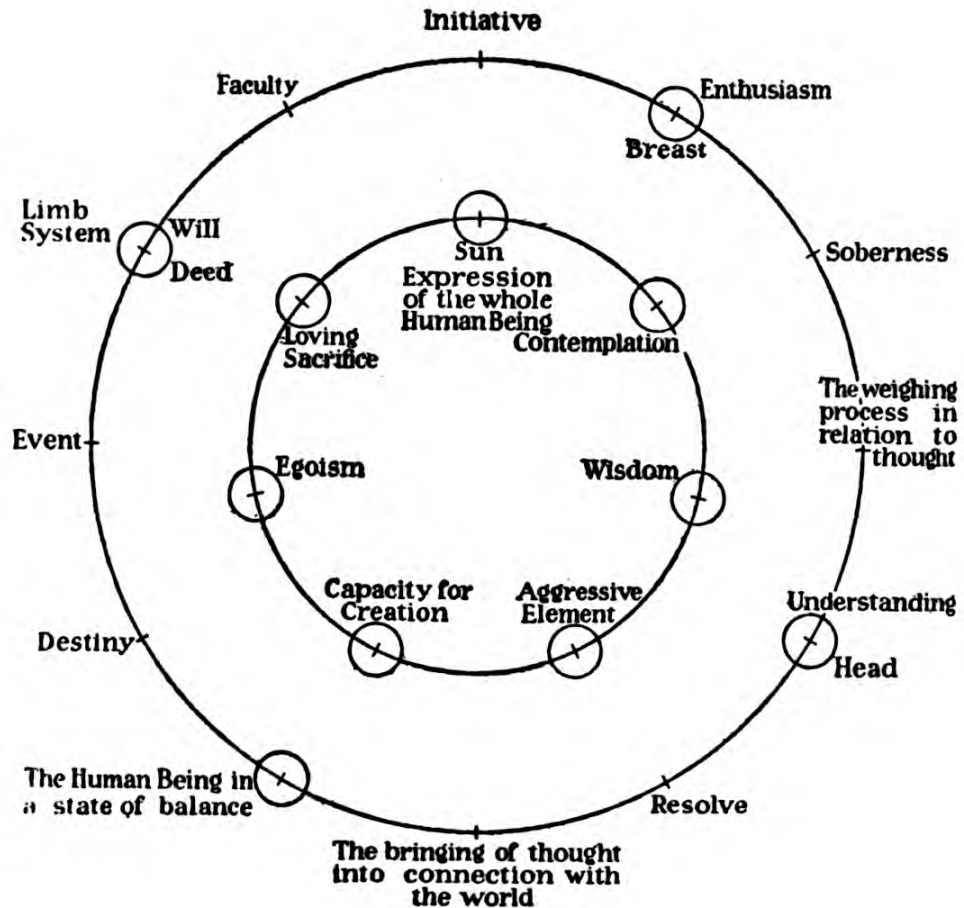 Initiative
Faculty
Enthusiasm
Breast
Limb
System
Will
Deed
Sun
Expression
of the whole
Human Being
Soberness
Loving
Sacrifice
Contemplation
The weighing
process in
relation to
thought
Event
Egoism
Wisdom
Capacity for
Creation
Aggressive
Element
Understanding
Head
Destiny
The Human Being in
a state of balance
Resolve
The bringing of thought
into connection with
the world